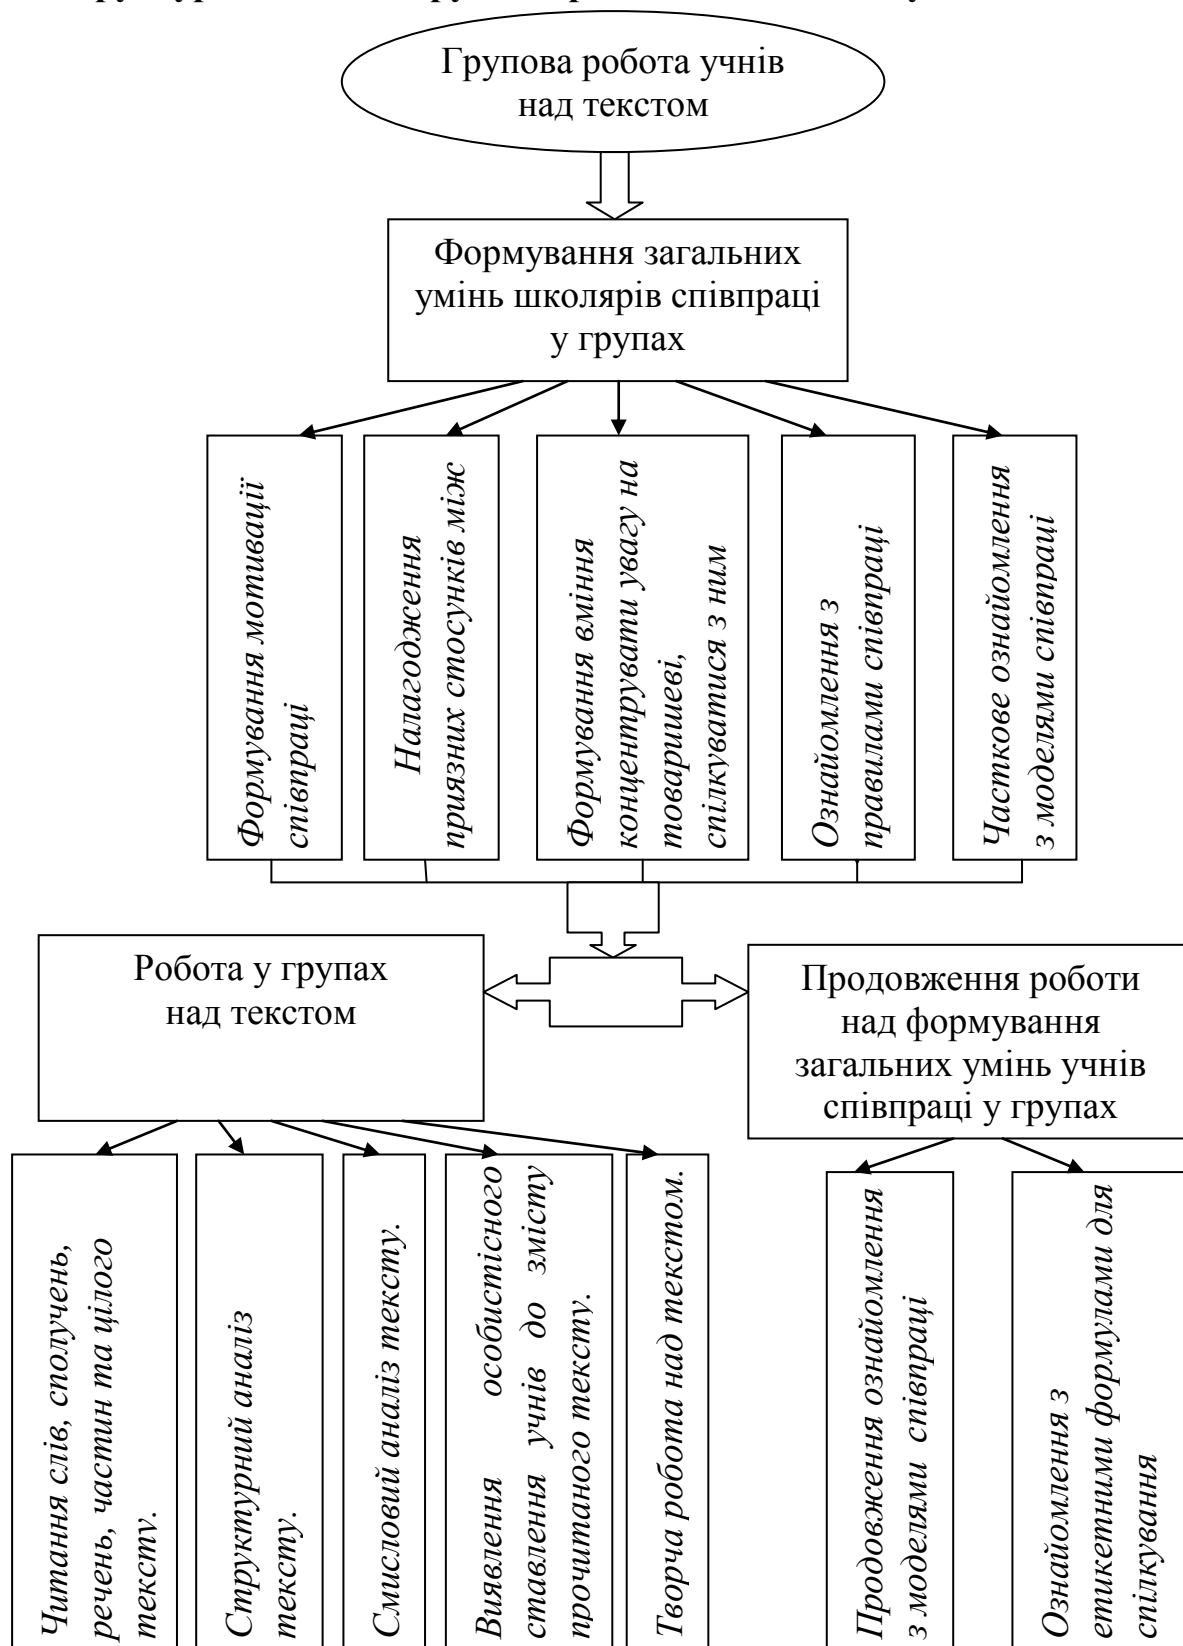 Групова робота учнів
над текстом
Формування загальних
умінь школярів співпраці
у групах
Формування мотивації
співпраці
Налагодження
приязних стосунків між
Формування вміння
концентрувати увагу на
товаришеві,
спілкуватися з ним
Ознайомлення з
правилами співпраці
Часткове ознайомлення
з моделями співпраці
Робота у групах
над текстом
Продовження роботи
над формування
загальних умінь учнів
співпраці у групах
Читання слів, сполучень,
речень, частин та цілого
тексту.
Структурний аналіз
тексту.
Смисловий аналіз тексту.
Виявлення особистісного
ставлення учнів до змісту
прочитаного тексту.
Творча робота над текстом.
Продовження ознайомлення
з моделями співпраці
Ознайомлення з
етикетними формулами для
спілкування